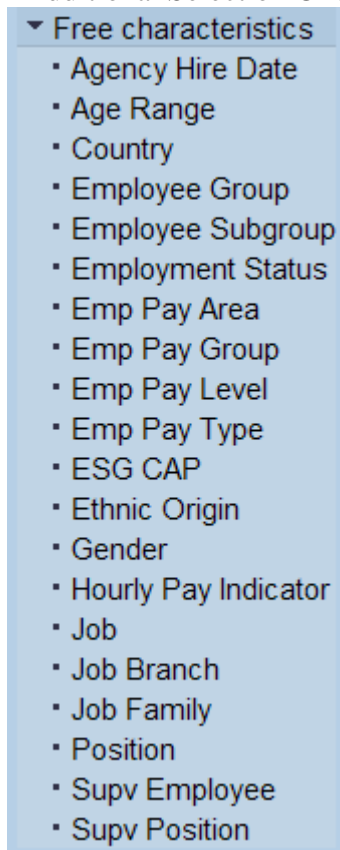 Free characteristics
Agency Hire Date
Age Range
Country
Employee Group
Employee Subgroup
Employment Status
Emp Pay Area
Emp Pay Group
Emp Pay Level
Emp Pay Type
ESG CAP
Ethnic Origin
Gender
Hourly Pay Indicator
Job
Job Branch
Job Family
Position
Supv Employee
Supv Position